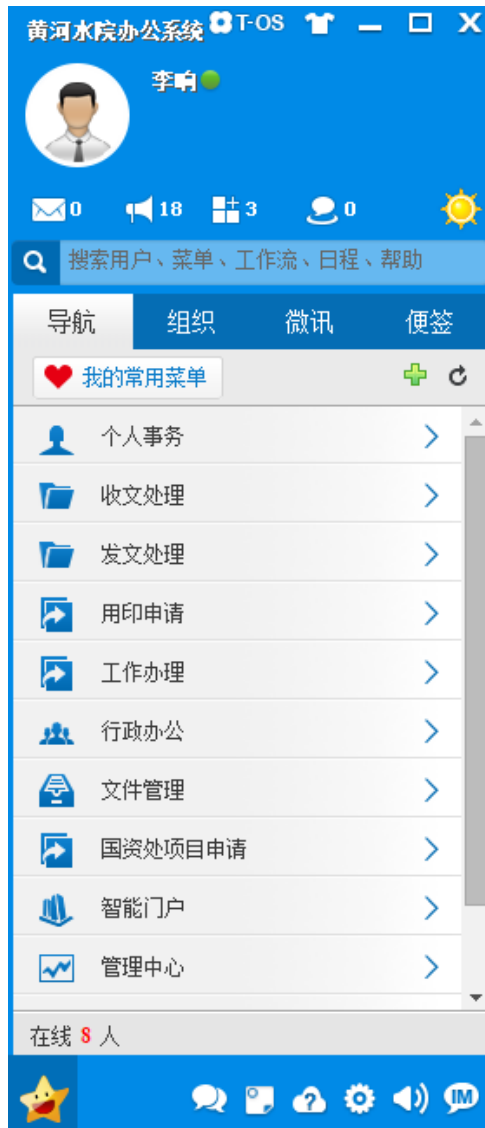 黄河水院办公系统 T-OS
李响
0 18 3 0
搜索用户、菜单、工作流、日程、帮助
导航 组织 微讯 便签
我的常用菜单
个人事务
收文处理
发文处理
用印申请
工作办理
行政办公
文件管理
国资处项目申请
智能门户
管理中心
在线 8 人
IM